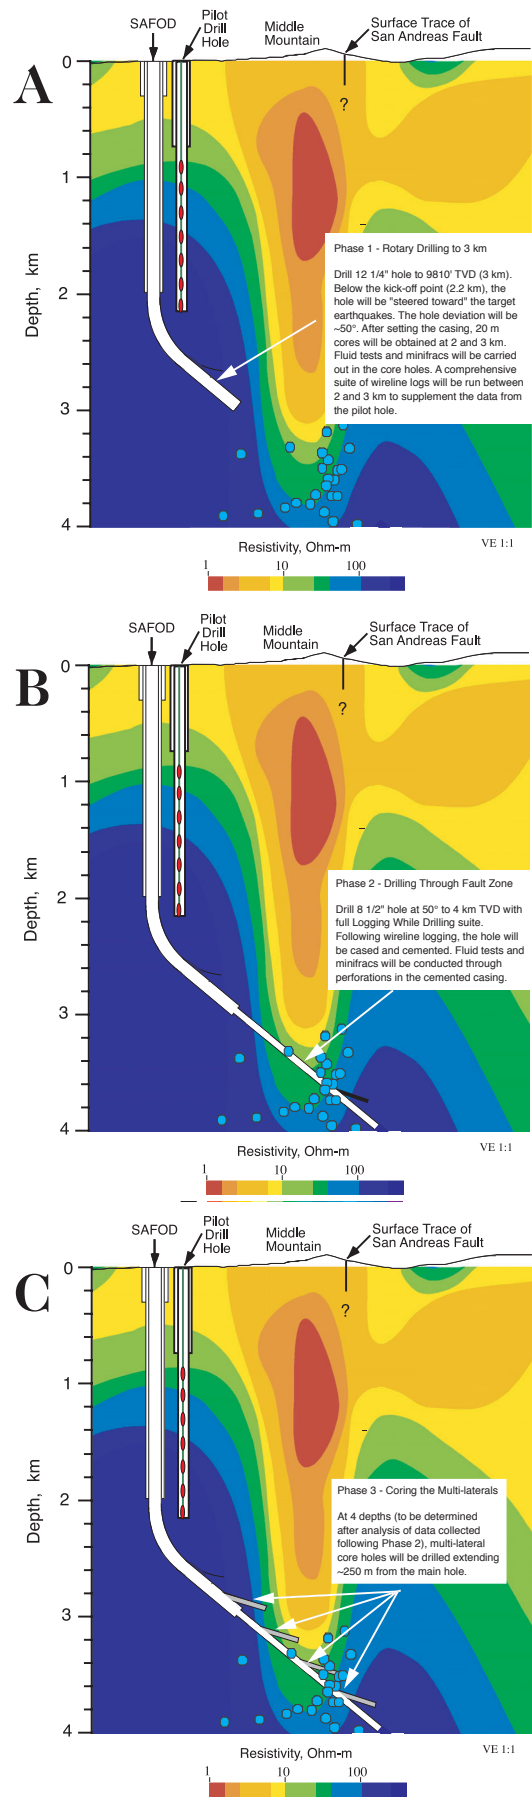 A
SAFOD
Pilot
Drill
Hole
Middle
Mountain
Surface Trace of
San Andreas Fault
?
0
1
2
3
4
Depth, km
Phase 1 - Rotary Drilling to 3 km
Drill 12 1/4" hole to 9810' TVD (3 km).
Below the kick-off point (2.2 km), the
hole will be "steered toward" the target
earthquakes. The hole deviation will be
~50°. After setting the casing, 20 m
cores will be obtained at 2 and 3 km.
Fluid tests and minifracs will be carried
out in the core holes. A comprehensive
suite of wireline logs will be run between
2 and 3 km to supplement the data from
the pilot hole.
Resistivity, Ohm-m
VE 1:1
1 10 100
B
SAFOD
Pilot
Drill
Hole
Middle
Mountain
Surface Trace of
San Andreas Fault
?
0
1
2
3
4
Depth, km
Phase 2 - Drilling Through Fault Zone
Drill 8 1/2" hole at 50° to 4 km TVD with
full Logging While Drilling suite.
Following wireline logging, the hole will
be cased and cemented. Fluid tests and
minifracs will be conducted through
perforations in the cemented casing.
Resistivity, Ohm-m
VE 1:1
1 10 100
C
SAFOD
Pilot
Drill
Hole
Middle
Mountain
Surface Trace of
San Andreas Fault
?
0
1
2
3
4
Depth, km
Phase 3 - Coring the Multi-laterals
At 4 depths (to be determined
after analysis of data collected
following Phase 2), multi-lateral
core holes will be drilled extending
~250 m from the main hole.
Resistivity, Ohm-m
VE 1:1
1 10 100